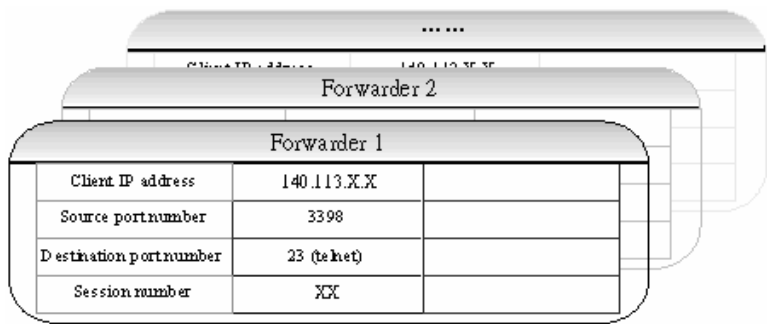 ... ...
Forwarder 2
Forwarder 1
Client IP address 140.113.X.X
Source port number 3398
Destination port number 23 (telnet)
Session number XX